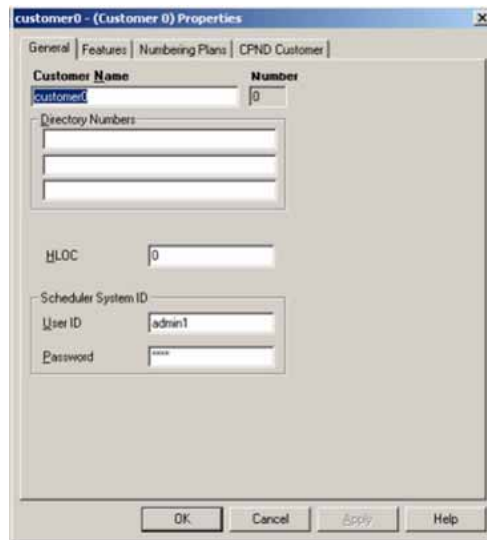 customer0 - (Customer 0) Properties
General Features Numbering Plans CPND Customer
Customer Name Number
customer0 0
Directory Numbers
HLOC 0
Scheduler System ID
User ID admin1
Password ****
OK Cancel Apply Help